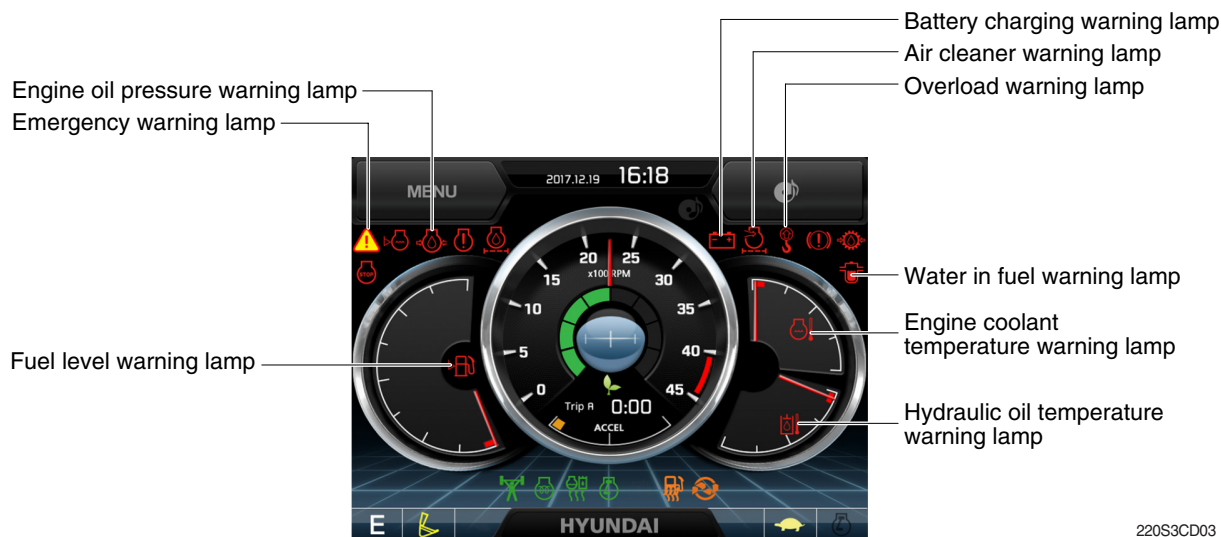 Battery charging warning lamp
Air cleaner warning lamp
Overload warning lamp
Engine oil pressure warning lamp
Emergency warning lamp
MENU
2017.12.19 16:18
STOP
20 25
x100 RPM
15 30
10 35
5 40
0 45
Trip A 0:00
ACCEL
Water in fuel warning lamp
Engine coolant
temperature warning lamp
Fuel level warning lamp
Hydraulic oil temperature
warning lamp
E
HYUNDAI
220S3CD03